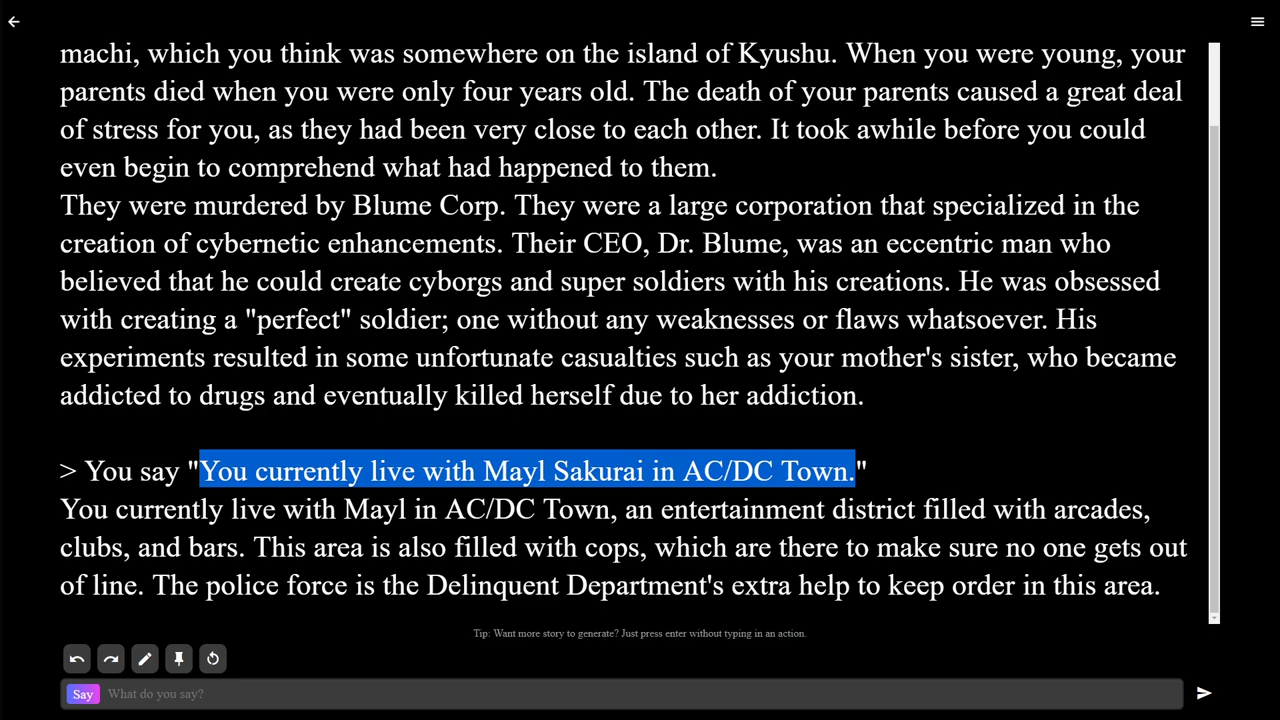 machi, which you think was somewhere on the island of Kyushu. When you were young, your
parents died when you were only four years old. The death of your parents caused a great deal
of stress for you, as they had been very close to each other. It took awhile before you could
even begin to comprehend what had happened to them.
They were murdered by Blume Corp. They were a large corporation that specialized in the
creation of cybernetic enhancements. Their CEO, Dr. Blume, was an eccentric man who
believed that he could create cyborgs and super soldiers with his creations. He was obsessed
with creating a "perfect" soldier; one without any weaknesses or flaws whatsoever. His
experiments resulted in some unfortunate casualties such as your mother's sister, who became
addicted to drugs and eventually killed herself due to her addiction.
> You say "You currently live with Mayl Sakurai in AC/DC Town."
You currently live with Mayl in AC/DC Town, an entertainment district filled with arcades,
clubs, and bars. This area is also filled with cops, which are there to make sure no one gets out
of line. The police force is the Delinquent Department's extra help to keep order in this area.
Tip: Want more story to generate? Just press enter without typing in an action.
Say What do you say?